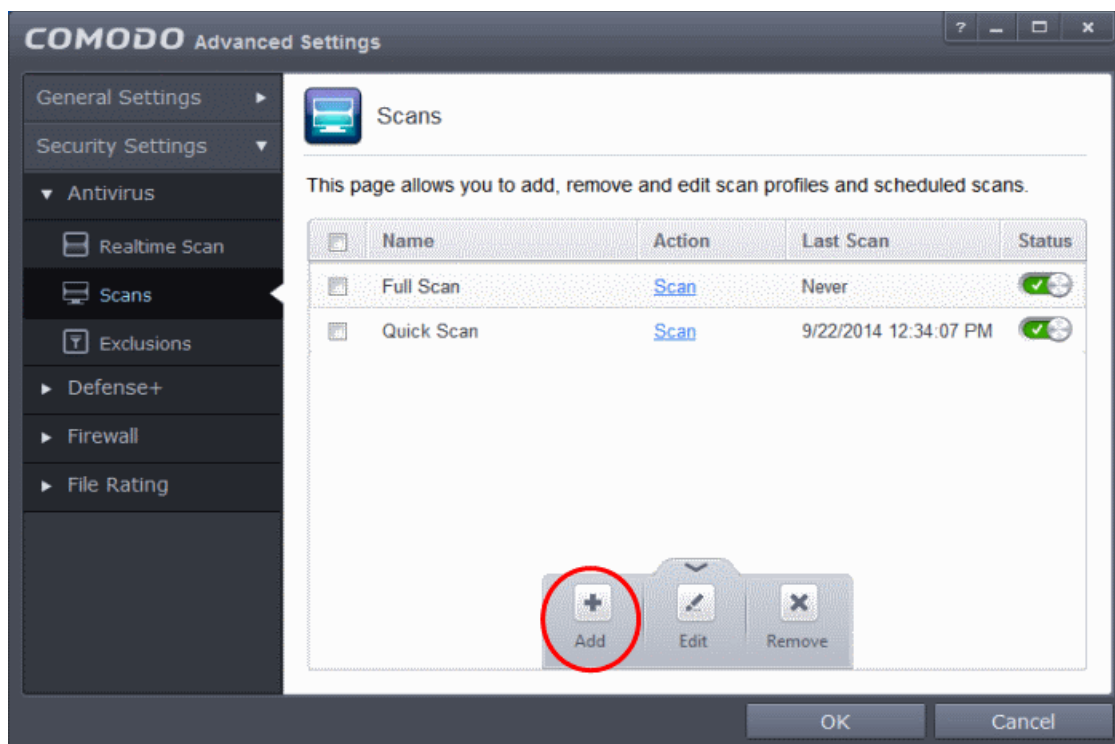 COMODO Advanced Settings
?
General Settings
Security Settings
Antivirus
Realtime Scan
Scans
Exclusions
Defense+
Firewall
File Rating
Scans
This page allows you to add, remove and edit scan profiles and scheduled scans.
Name Action Last Scan Status
Full Scan Scan Never
Quick Scan Scan 9/22/2014 12:34:07 PM
Add Edit Remove
OK Cancel